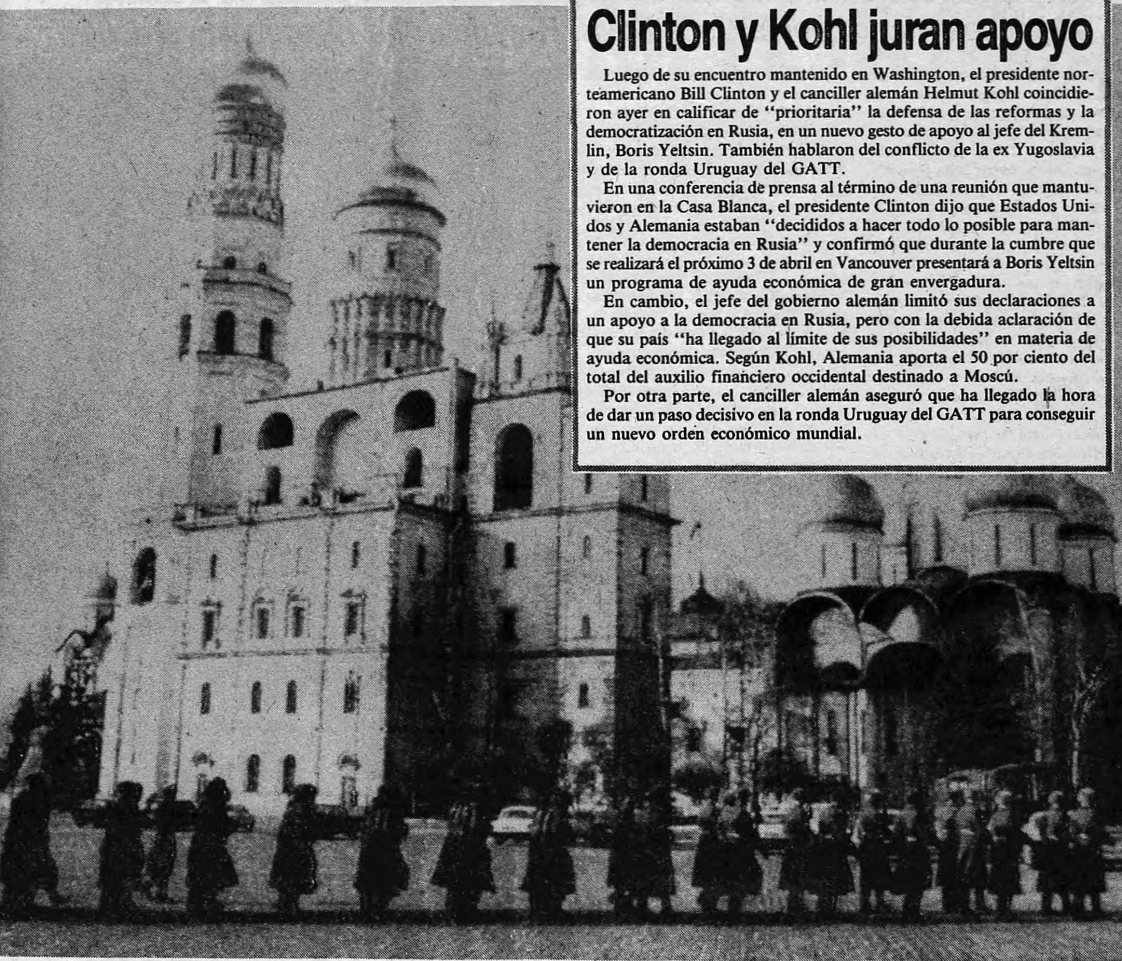 Clinton y Kohl juran apoyo
Luego de su encuentro mantenido en Washington, el presidente nor-
teamericano Bill Clinton y el canciller alemán Helmut Kohl coincidie-
ron ayer en calificar de “prioritaria” la defensa de las reformas y la
democratización en Rusia, en un nuevo gesto de apoyo al jefe del Krem-
lin, Boris Yeltsin. También hablaron del conflicto de la ex Yugoslavia
y de la ronda Uruguay del GATT.
En una conferencia de prensa al término de una reunión que mantu-
vieron en la Casa Blanca, el presidente Clinton dijo que Estados Uni-
dos y Alemania estaban “decididos a hacer todo lo posible para man-
tener la democracia en Rusia” y confirmó que durante la cumbre que
se realizará el próximo 3 de abril en Vancouver presentará a Boris Yeltsin
un programa de ayuda económica de gran envergadura.
En cambio, el jefe del gobierno alemán limitó sus declaraciones a
un apoyo a la democracia en Rusia, pero con la debida aclaración de
que su país “ha llegado al límite de sus posibilidades” en materia de
ayuda económica. Según Kohl, Alemania aporta el 50 por ciento del
total del auxilio financiero occidental destinado a Moscú.
Por otra parte, el canciller alemán aseguró que ha llegado la hora
de dar un paso decisivo en la ronda Uruguay del GATT para conseguir
un nuevo orden económico mundial.